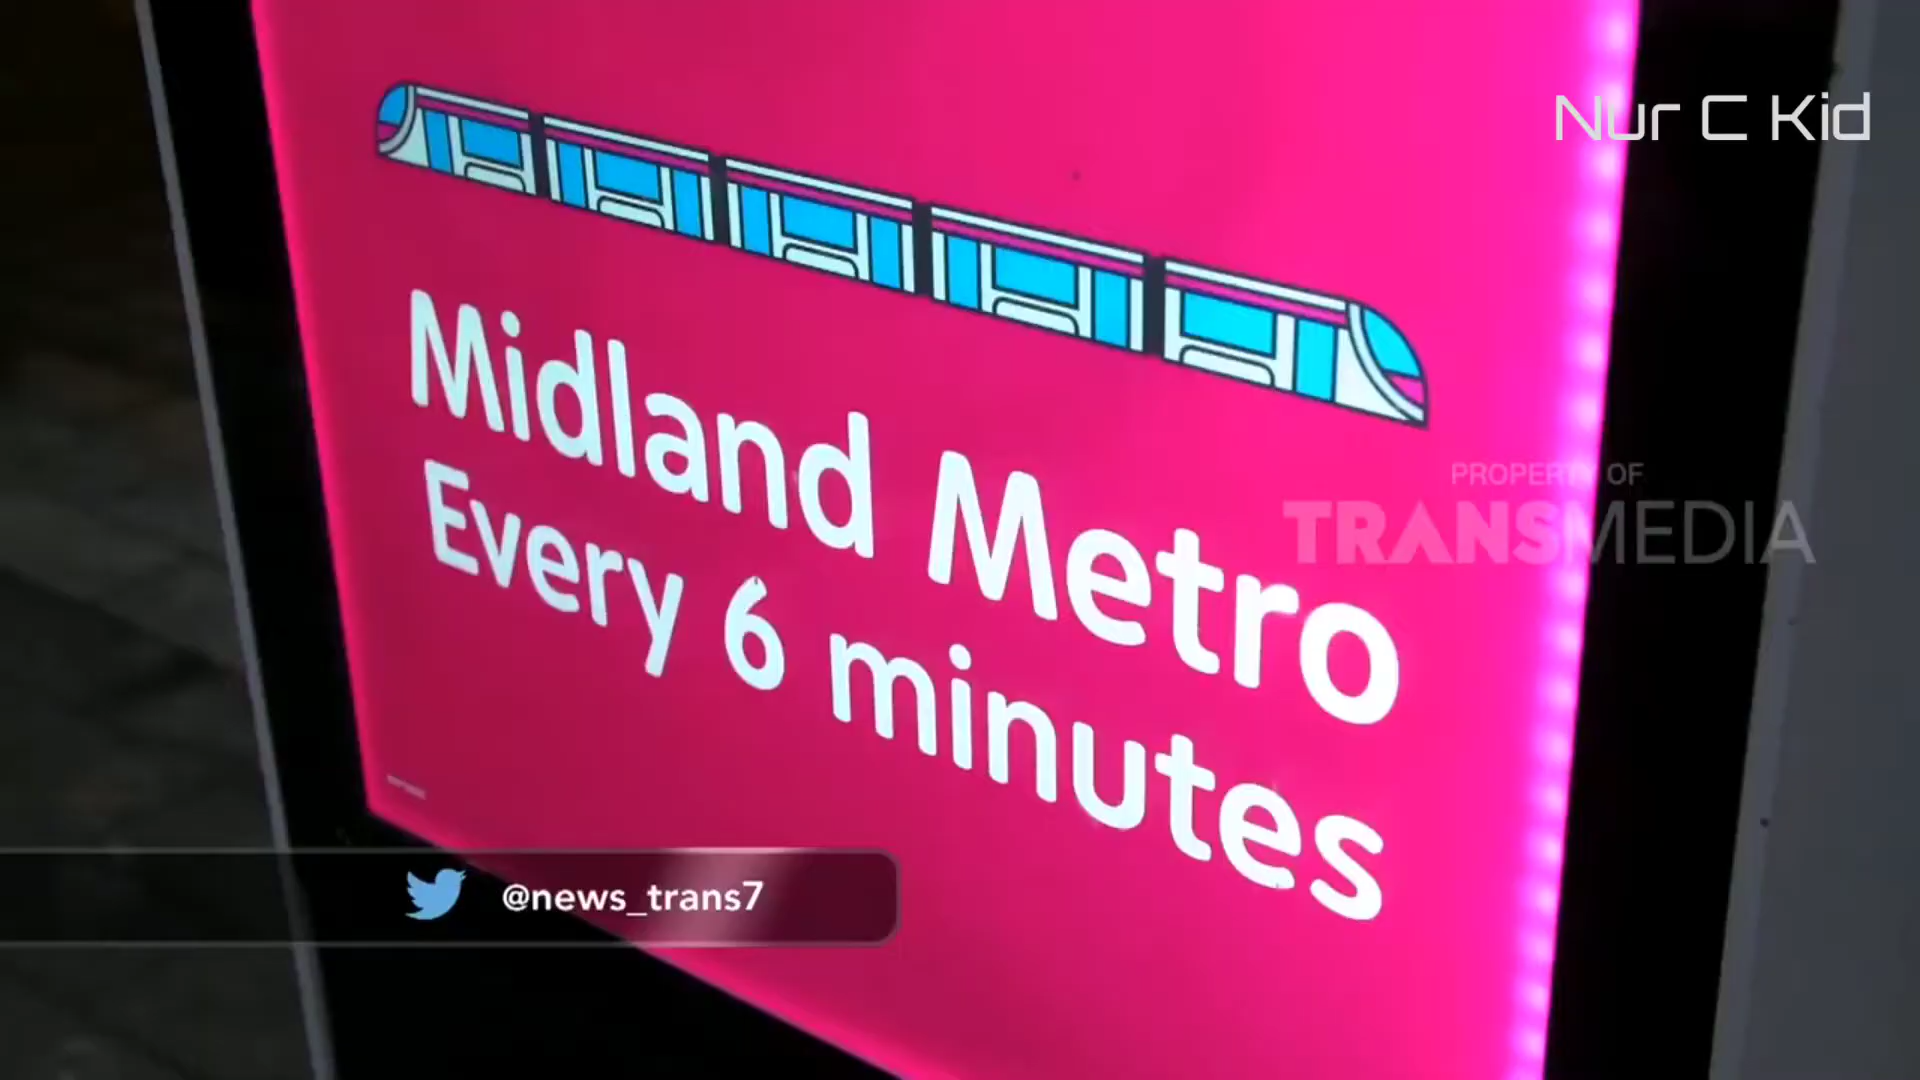 Nur C Kid
PROPERTY OF
TRANSMEDIA
Midland Metro
Every 6 minutes
@news_trans7